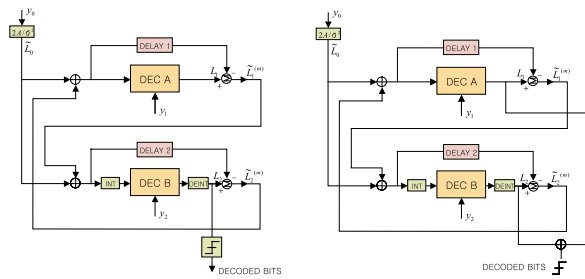 y₀
2A/σ²
L̃₀
DELAY 1
DEC A
L₁
+
−
L̃₁⁽ᵐ⁾
y₁
DELAY 2
INT
DEC B
DEINT
L₂
+
−
L̃₂⁽ᵐ⁾
y₂
DECODED BITS
y₀
2A/σ²
L̃₀
DELAY 1
DEC A
L₁
+
−
L̃₁⁽ᵐ⁾
y₁
DELAY 2
INT
DEC B
DEINT
L₂
+
−
L̃₂⁽ᵐ⁾
y₂
DECODED BITS